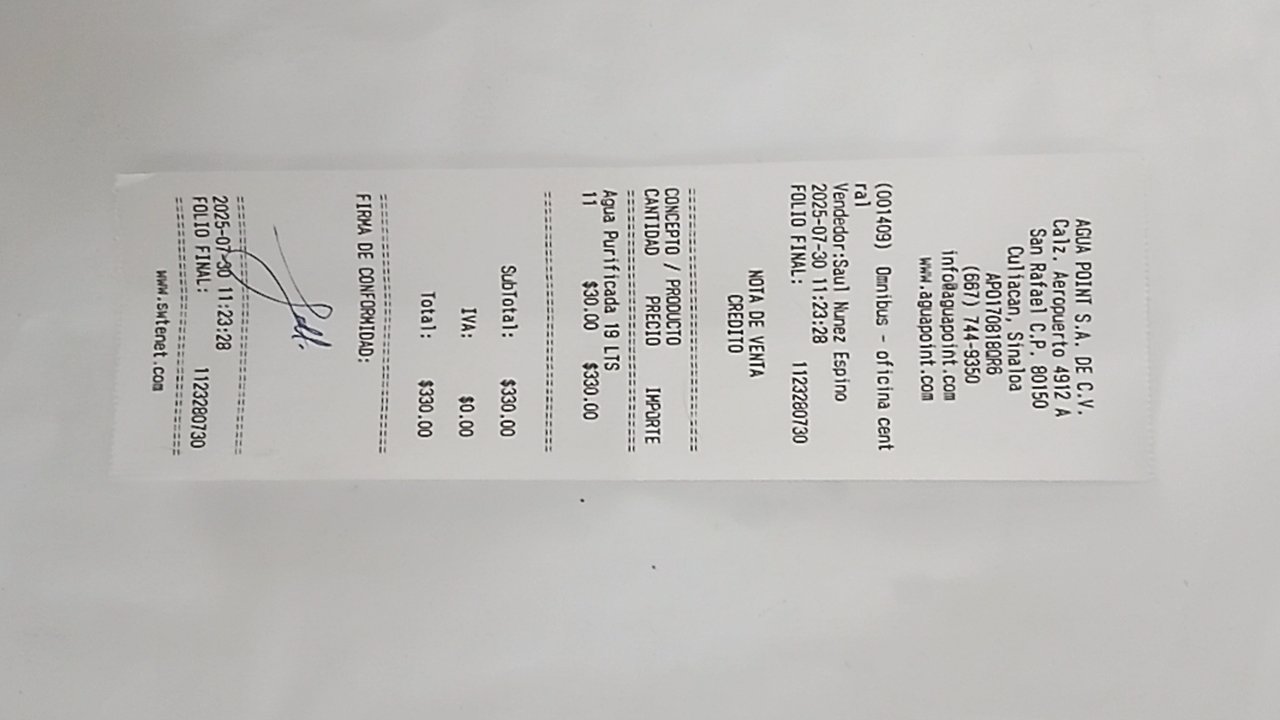 AGUA POINT S.A. DE C.V.
Calz. Aeropuerto 4912 A
San Rafael C.P. 80150
Culiacan, Sinaloa
APO170818QR6
(667) 744-9350
info@aguapoint.com
www.aguapoint.com
(001409) Omnibus - oficina cent
ral
Vendedor:Saul Nunez Espino
2025-07-30 11:23:28
FOLIO FINAL: 1123280730
NOTA DE VENTA
CREDITO
===============================
CONCEPTO / PRODUCTO
CANTIDAD PRECIO IMPORTE
===============================
Agua Purificada 19 LTS
11 $30.00 $330.00
===============================
SubTotal: $330.00
IVA: $0.00
Total: $330.00
===============================
FIRMA DE CONFORMIDAD:
===============================
2025-07-30 11:23:28
FOLIO FINAL: 1123280730
===============================
www.swtenet.com